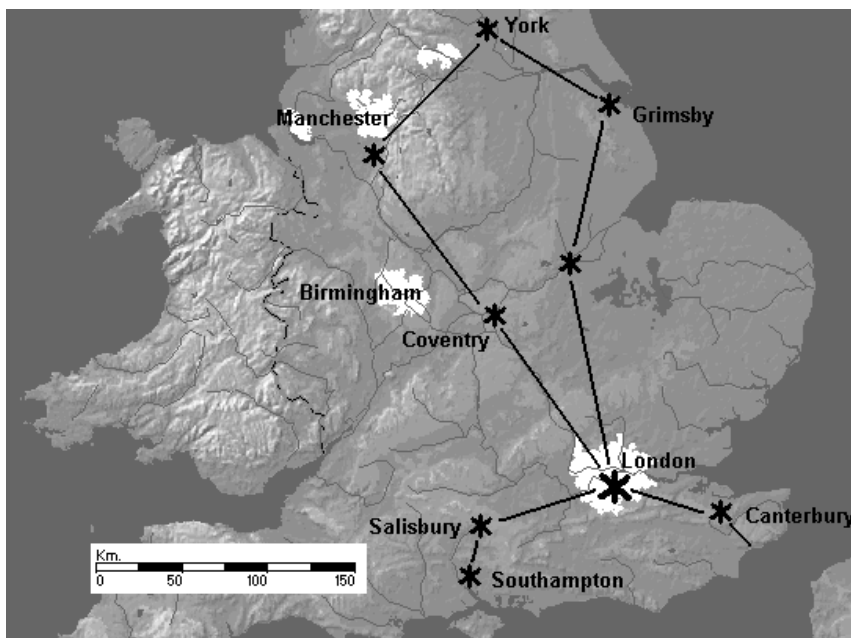 York
Manchester
Grimsby
Birmingham
Coventry
London
Salisbury
Canterbury
Southampton
Km.
0 50 100 150